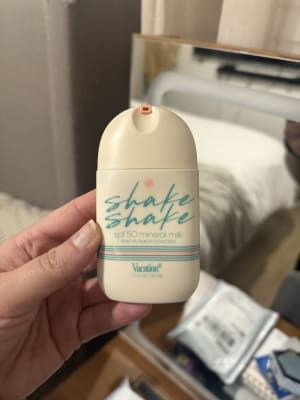 shake
shake
spf 50 mineral milk
Vacation®